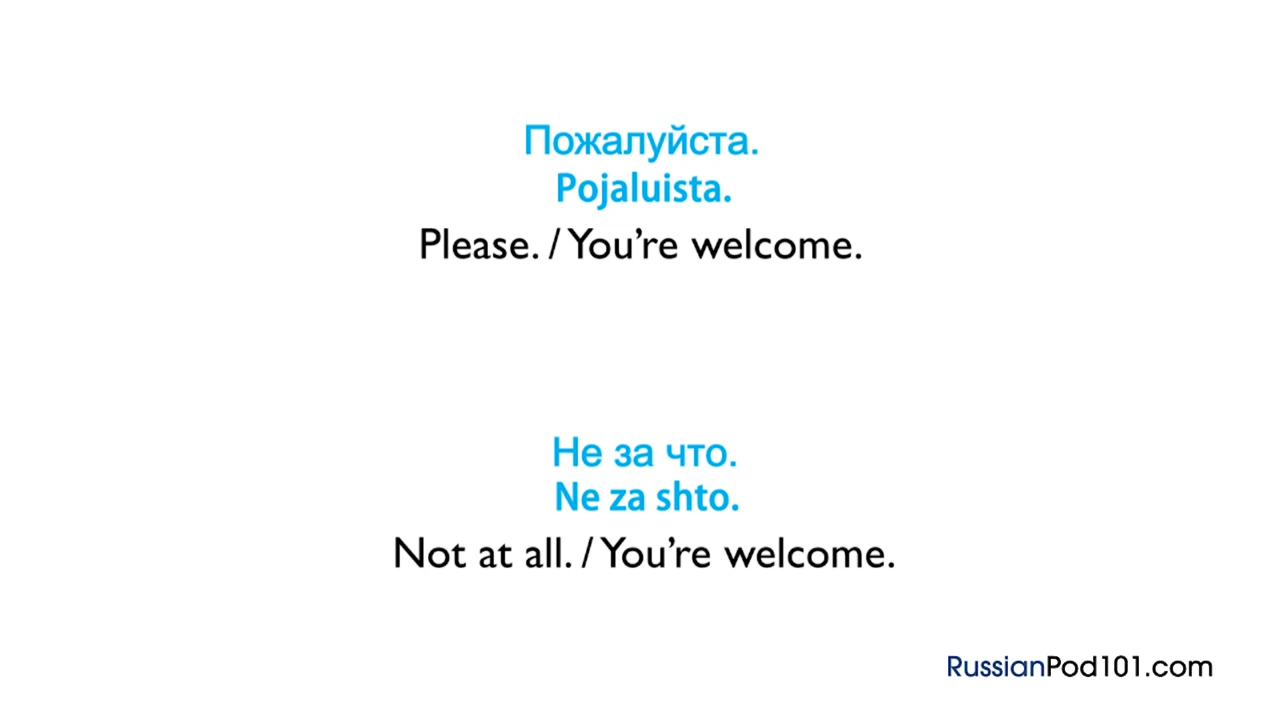 Пожалуйста.
Pojaluista.
Please. / You’re welcome.
Не за что.
Ne za shto.
Not at all. / You’re welcome.
RussianPod101.com